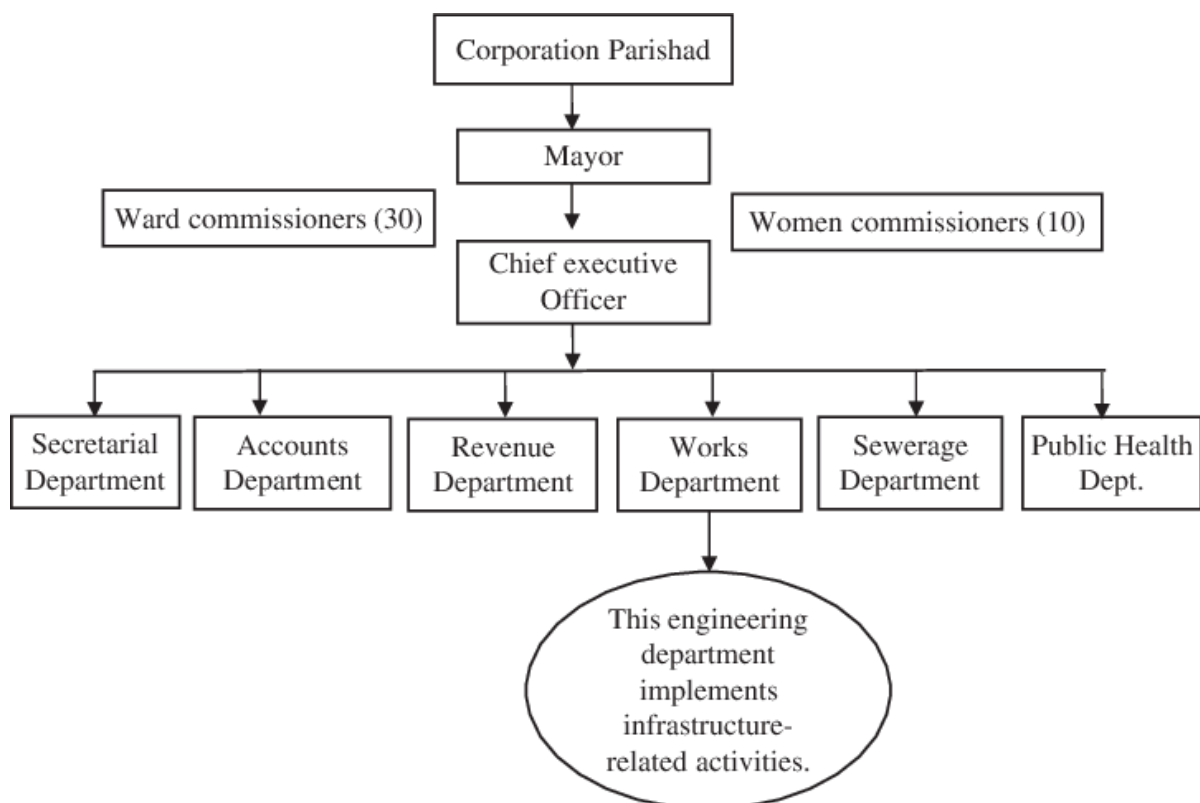 Corporation Parishad
Mayor
Ward commissioners (30)
Women commissioners (10)
Chief executive
Officer
Secretarial
Department
Accounts
Department
Revenue
Department
Works
Department
Sewerage
Department
Public Health
Dept.
This engineering
department
implements
infrastructure-
related activities.